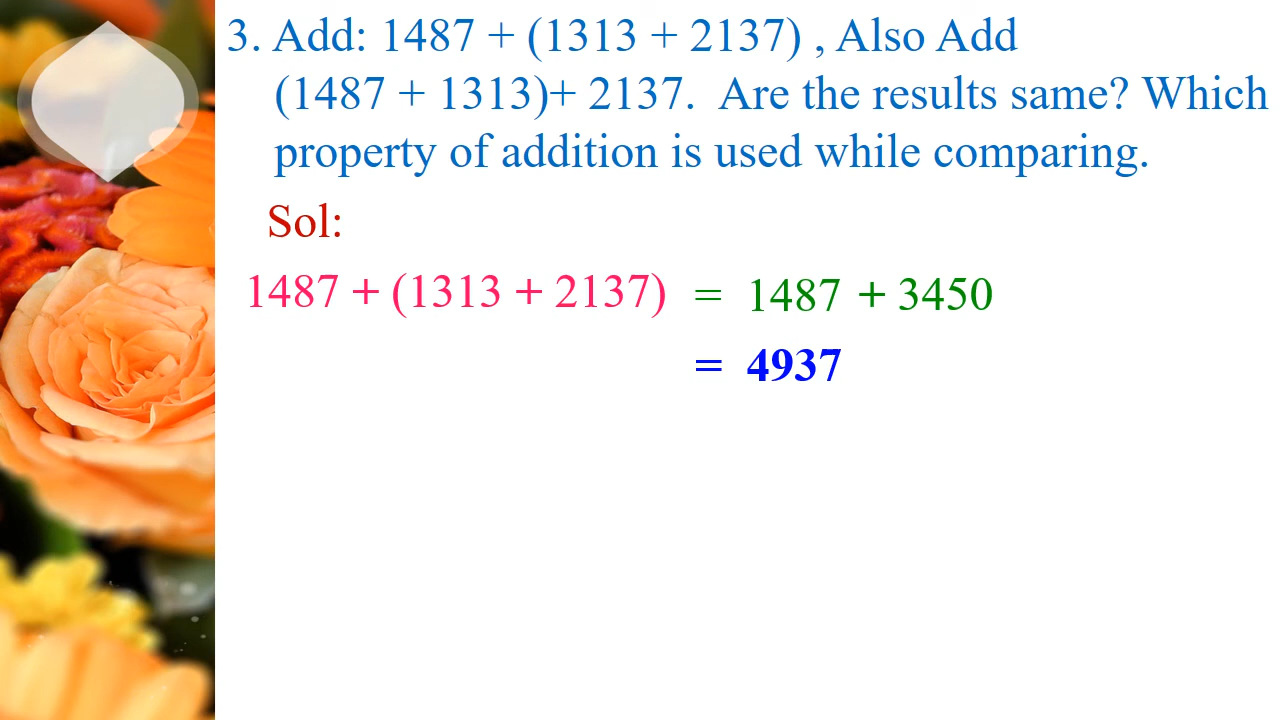 3. Add: 1487 + (1313 + 2137) , Also Add
(1487 + 1313)+ 2137.  Are the results same? Which
property of addition is used while comparing.
Sol:
1487 + (1313 + 2137) = 1487 + 3450
= 4937